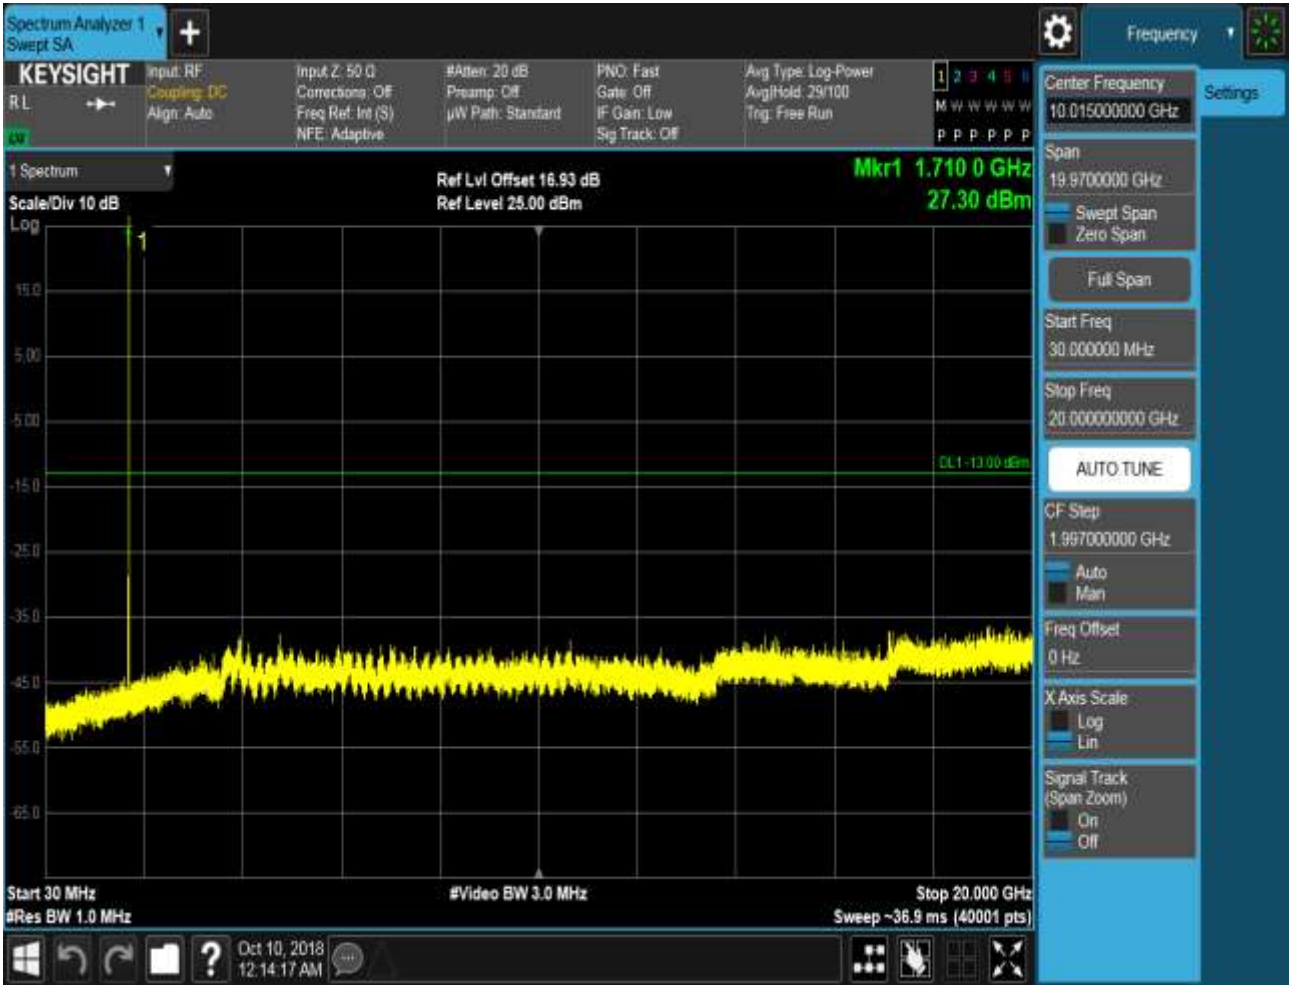 Spectrum Analyzer 1
Swept SA
+
Frequency
KEYSIGHT
RL
Input: RF
Coupling: DC
Align: Auto
Input Z: 50 Ω
Corrections: Off
Freq Ref: Int (S)
NFE: Adaptive
#Atten: 20 dB
Preamp: Off
µW Path: Standard
PNO: Fast
Gate: Off
IF Gain: Low
Sig Track: Off
Avg Type: Log-Power
Avg|Hold: 29/100
Trig: Free Run
1 2 3 4 5 6
M W W W W W
P P P P P P
1 Spectrum
Scale/Div 10 dB
Log
Ref Lvl Offset 16.93 dB
Ref Level 25.00 dBm
Mkr1 1.710 0 GHz
27.30 dBm
1
15.0
5.00
-5.00
DL1 -13.00 dBm
-15.0
-25.0
-35.0
-45.0
-55.0
-65.0
Start 30 MHz
#Res BW 1.0 MHz
#Video BW 3.0 MHz
Stop 20.000 GHz
Sweep ~36.9 ms (40001 pts)
Center Frequency
10.015000000 GHz
Settings
Span
19.9700000 GHz
Swept Span
Zero Span
Full Span
Start Freq
30.000000 MHz
Stop Freq
20.000000000 GHz
AUTO TUNE
CF Step
1.997000000 GHz
Auto
Man
Freq Offset
0 Hz
X Axis Scale
Log
Lin
Signal Track
(Span Zoom)
On
Off
?
Oct 10, 2018
12:14:17 AM